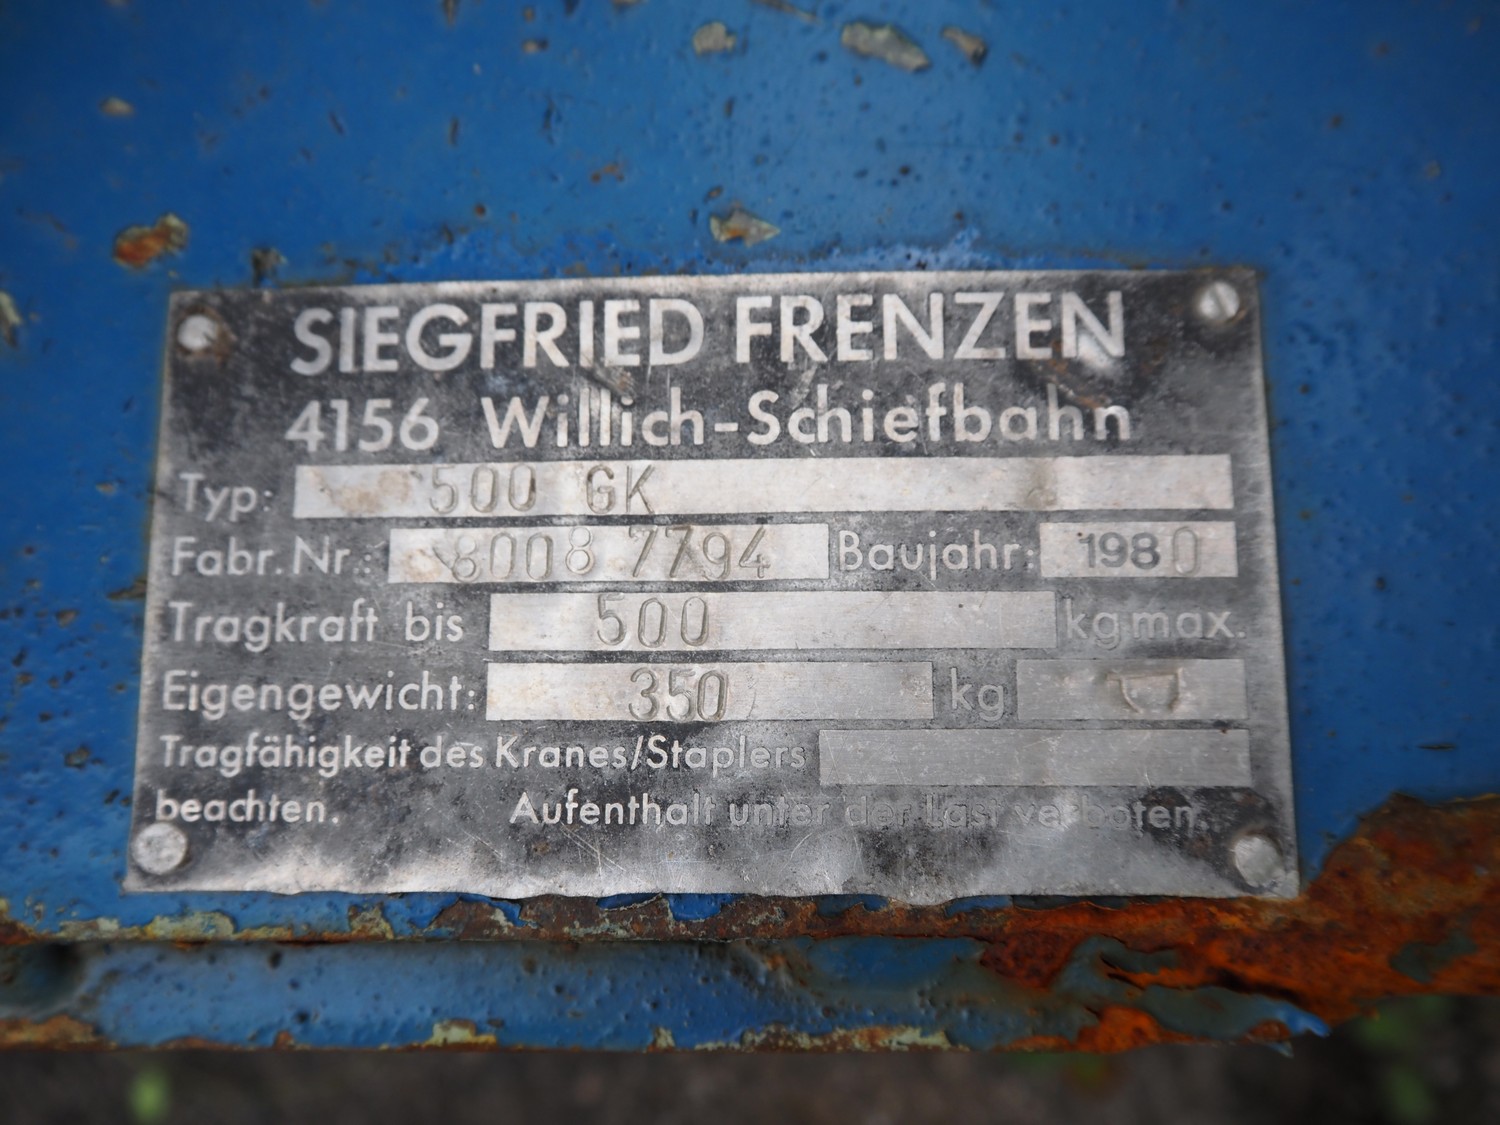 SIEGFRIED FRENZEN
4156 Willich-Schiefbahn
Typ: 500 GK
Fabr. Nr.: 8008 7794 Baujahr: 1980
Tragkraft bis 500 kg max.
Eigengewicht: 350 kg
Tragfähigkeit des Kranes/Staplers
beachten. Aufenthalt unter der Last verboten.